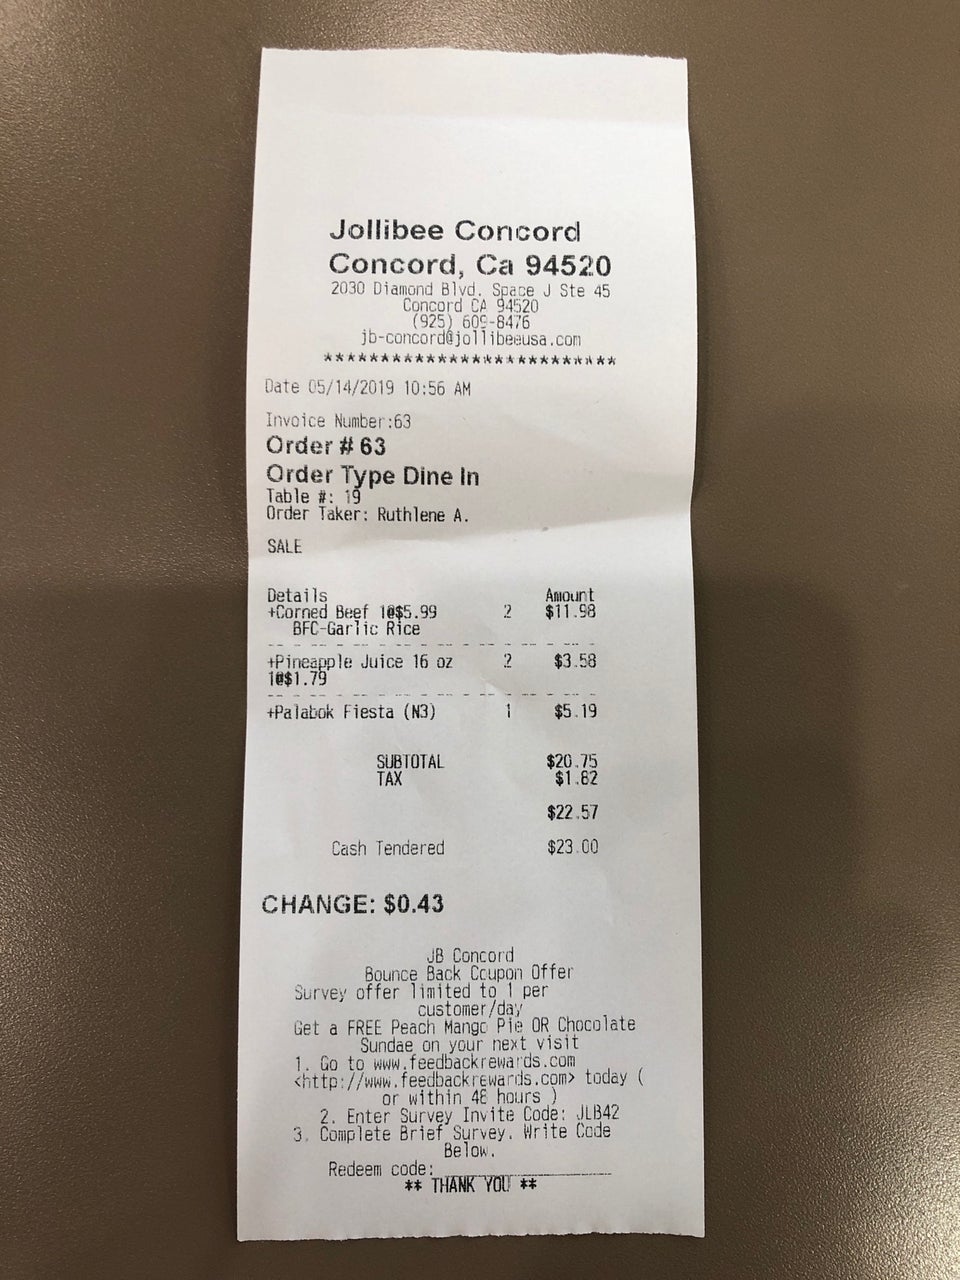 Jollibee Concord
Concord, Ca 94520
2030 Diamond Blvd. Space J Ste 45
Concord CA 94520
(925) 609-8476
jb-concord@jollibeeusa.com
***************************
Date 05/14/2019 10:56 AM
Invoice Number:63
Order # 63
Order Type Dine In
Table #: 19
Order Taker: Ruthlene A.
SALE
Details Amount
+Corned Beef 1@$5.99 2 $11.98
BFC-Garlic Rice
+Pineapple Juice 16 oz 2 $3.58
1@$1.79
+Palabok Fiesta (N3) 1 $5.19
SUBTOTAL $20.75
TAX $1.82
$22.57
Cash Tendered $23.00
CHANGE: $0.43
JB Concord
Bounce Back Coupon Offer
Survey offer limited to 1 per
customer/day
Get a FREE Peach Mango Pie OR Chocolate
Sundae on your next visit
1. Go to www.feedbackrewards.com
<http://www.feedbackrewards.com> today (
or within 48 hours )
2. Enter Survey Invite Code: JLB42
3. Complete Brief Survey. Write Code
Below.
Redeem code:
** THANK YOU **